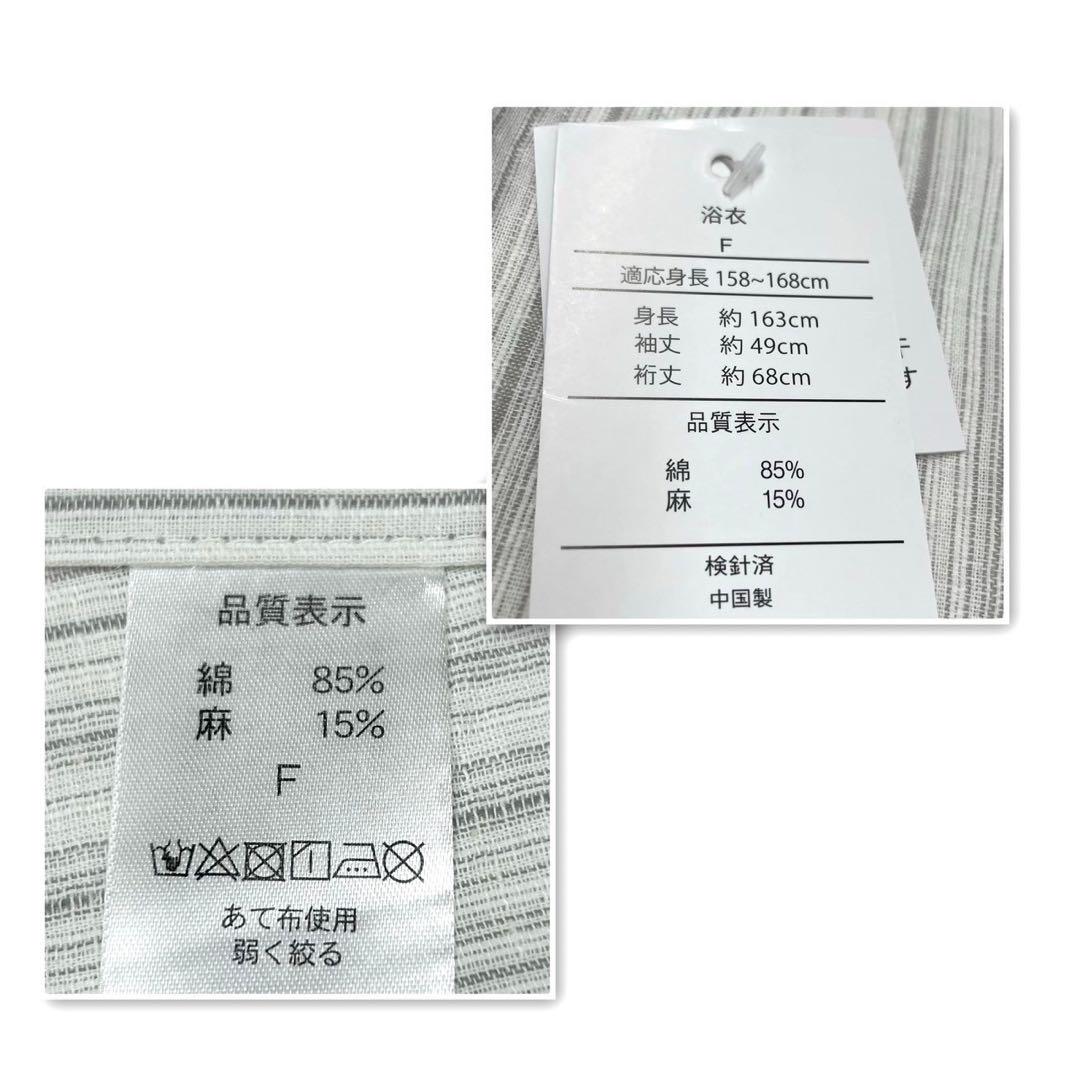 浴衣
F
適応身長 158~168cm
身長 約 163cm
袖丈 約 49cm
裄丈 約 68cm
品質表示
綿 85%
麻 15%
検針済
中国製
す
品質表示
綿 85%
麻 15%
F
あて布使用
弱く絞る